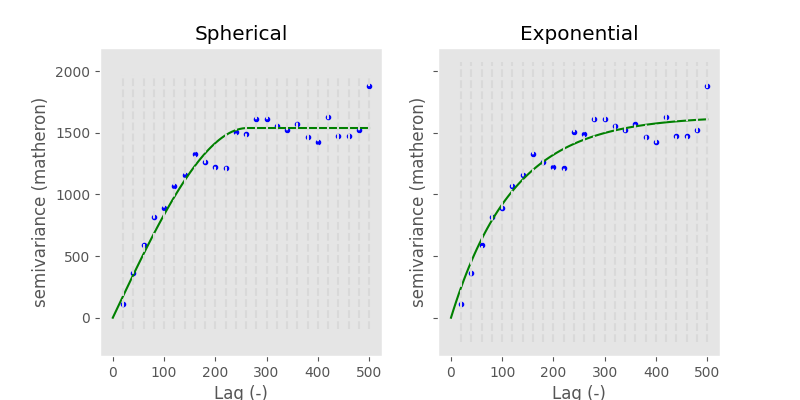 Spherical
Exponential
semivariance (matheron)
2000
1500
1000
500
0
0 100 200 300 400 500
Lag (-)
semivariance (matheron)
0 100 200 300 400 500
Lag (-)